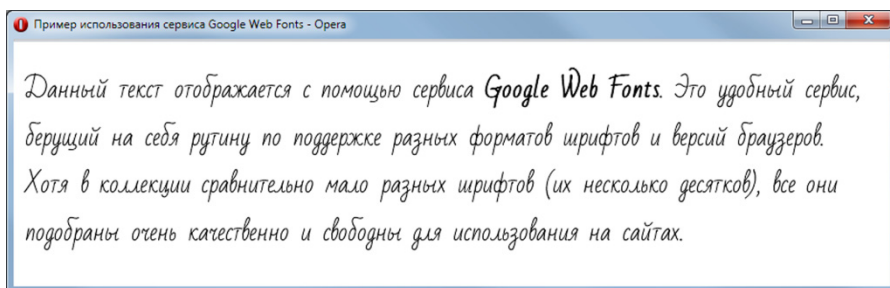 Пример использования сервиса Google Web Fonts - Opera
Данный текст отображается с помощью сервиса Google Web Fonts. Это удобный сервис,
берущий на себя рутину по поддержке разных форматов шрифтов и версий браузеров.
Хотя в коллекции сравнительно мало разных шрифтов (их несколько десятков), все они
подобраны очень качественно и свободны для использования на сайтах.